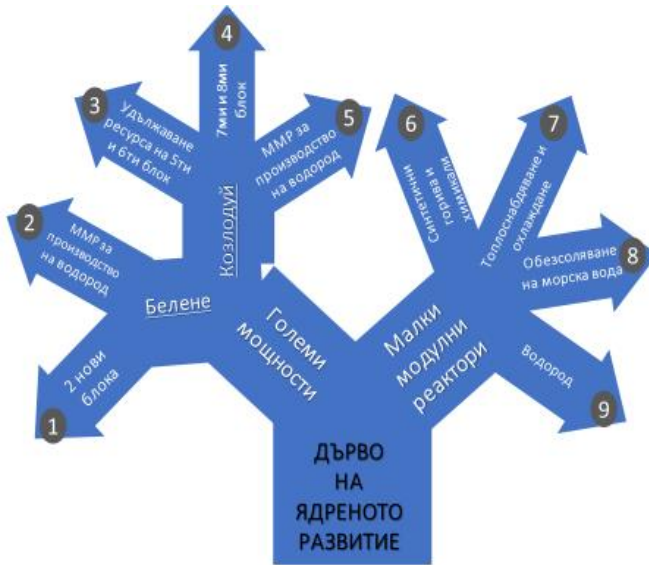 4
7ми и 8ми
блок
3
Удължаване
ресурса на 5ти
и 6ти блок
5
ММР за
производство
на водород
Козлодуй
2
ММР за
производство
на водород
Белене
1
2 нови
блока
Големи
мощности
6
Синтетични
горива и
химикали
7
Топлоснабдяване и
охлаждане
8
Обезсоляване
на морска вода
9
Водород
Малки
модулни
реактори
ДЪРВО
НА
ЯДРЕНОТО
РАЗВИТИЕ